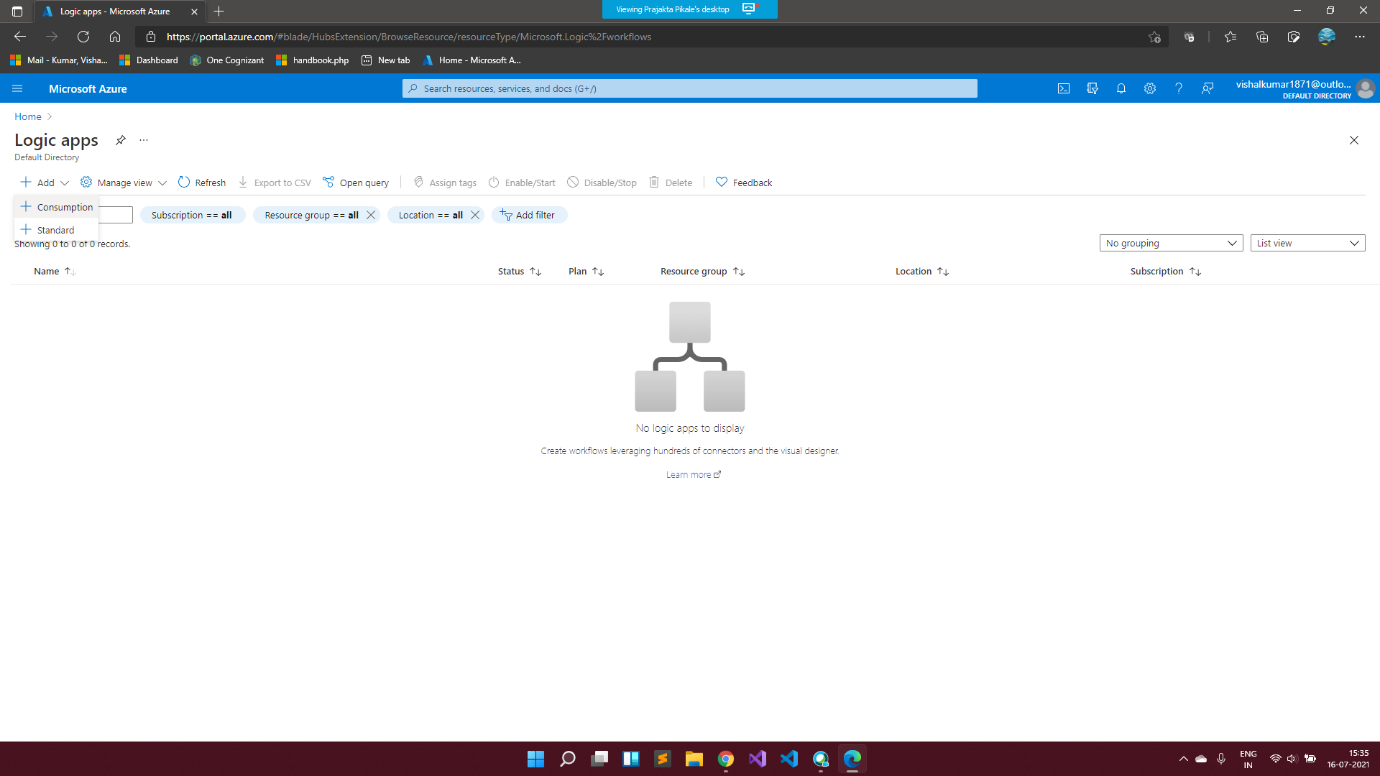 Logic apps - Microsoft Azure
Viewing Prajakta Pikale's desktop
https://portal.azure.com/#blade/HubsExtension/BrowseResource/resourceType/Microsoft.Logic%2Fworkflows
Mail - Kumar, Visha... Dashboard One Cognizant handbook.php New tab Home - Microsoft A...
Microsoft Azure
Search resources, services, and docs (G+/)
vishalkumar1871@outlo...
DEFAULT DIRECTORY
Home
Logic apps
Default Directory
Add Manage view Refresh Export to CSV Open query Assign tags Enable/Start Disable/Stop Delete Feedback
Consumption
Subscription == all Resource group == all Location == all Add filter
Standard
Showing 0 to 0 of 0 records.
No grouping List view
Name Status Plan Resource group Location Subscription
No logic apps to display
Create workflows leveraging hundreds of connectors and the visual designer.
Learn more
ENG
IN
15:35
16-07-2021